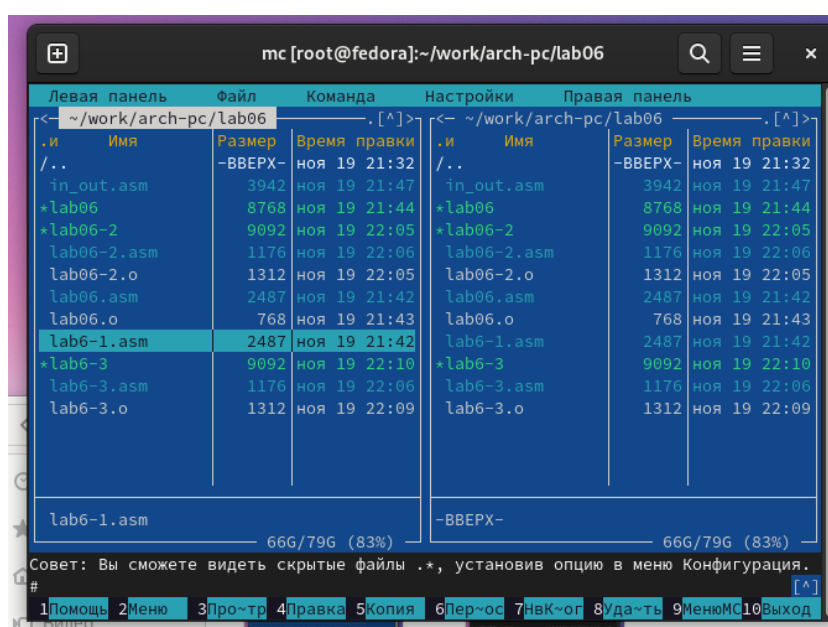 mc [root@fedora]:~/work/arch-pc/lab06
Левая панель Файл Команда Настройки Правая панель
<— ~/work/arch-pc/lab06 .[^]> <— ~/work/arch-pc/lab06 .[^]>
.и Имя Размер Время правки .и Имя Размер Время правки
/.. -ВВЕРХ- ноя 19 21:32 /.. -ВВЕРХ- ноя 19 21:32
in_out.asm 3942 ноя 19 21:47 in_out.asm 3942 ноя 19 21:47
*lab06 8768 ноя 19 21:44 *lab06 8768 ноя 19 21:44
*lab06-2 9092 ноя 19 22:05 *lab06-2 9092 ноя 19 22:05
lab06-2.asm 1176 ноя 19 22:06 lab06-2.asm 1176 ноя 19 22:06
lab06-2.o 1312 ноя 19 22:05 lab06-2.o 1312 ноя 19 22:05
lab06.asm 2487 ноя 19 21:42 lab06.asm 2487 ноя 19 21:42
lab06.o 768 ноя 19 21:43 lab06.o 768 ноя 19 21:43
lab6-1.asm 2487 ноя 19 21:42 lab6-1.asm 2487 ноя 19 21:42
*lab6-3 9092 ноя 19 22:10 *lab6-3 9092 ноя 19 22:10
lab6-3.asm 1176 ноя 19 22:06 lab6-3.asm 1176 ноя 19 22:06
lab6-3.o 1312 ноя 19 22:09 lab6-3.o 1312 ноя 19 22:09
lab6-1.asm -ВВЕРХ-
66G/79G (83%) 66G/79G (83%)
Совет: Вы сможете видеть скрытые файлы .*, установив опцию в меню Конфигурация.
# [^]
1Помощь 2Меню 3Про~тр 4Правка 5Копия 6Пер~ос 7НвК~ог 8Уда~ть 9МенюМС10Выход